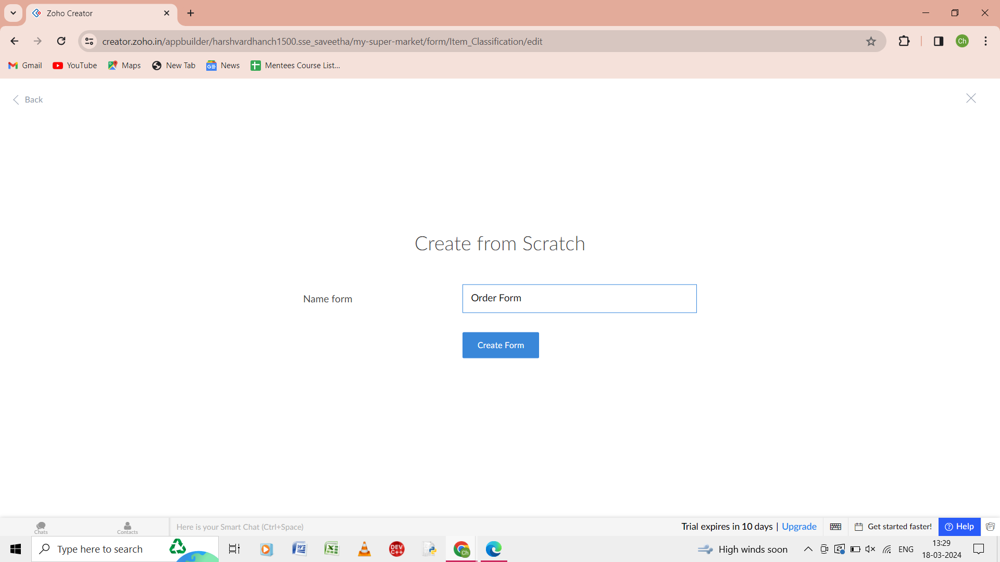 Zoho Creator
creator.zoho.in/appbuilder/harshvardhanch1500.sse_saveetha/my-super-market/form/Item_Classification/edit
Ch
Gmail
YouTube
Maps
New Tab
News
Mentees Course List...
Back
Create from Scratch
Name form
Order Form
Create Form
Chats
Contacts
Here is your Smart Chat (Ctrl+Space)
Trial expires in 10 days | Upgrade
Get started faster!
Help
Type here to search
DEV C++
Ch
High winds soon
ENG
13:29
18-03-2024